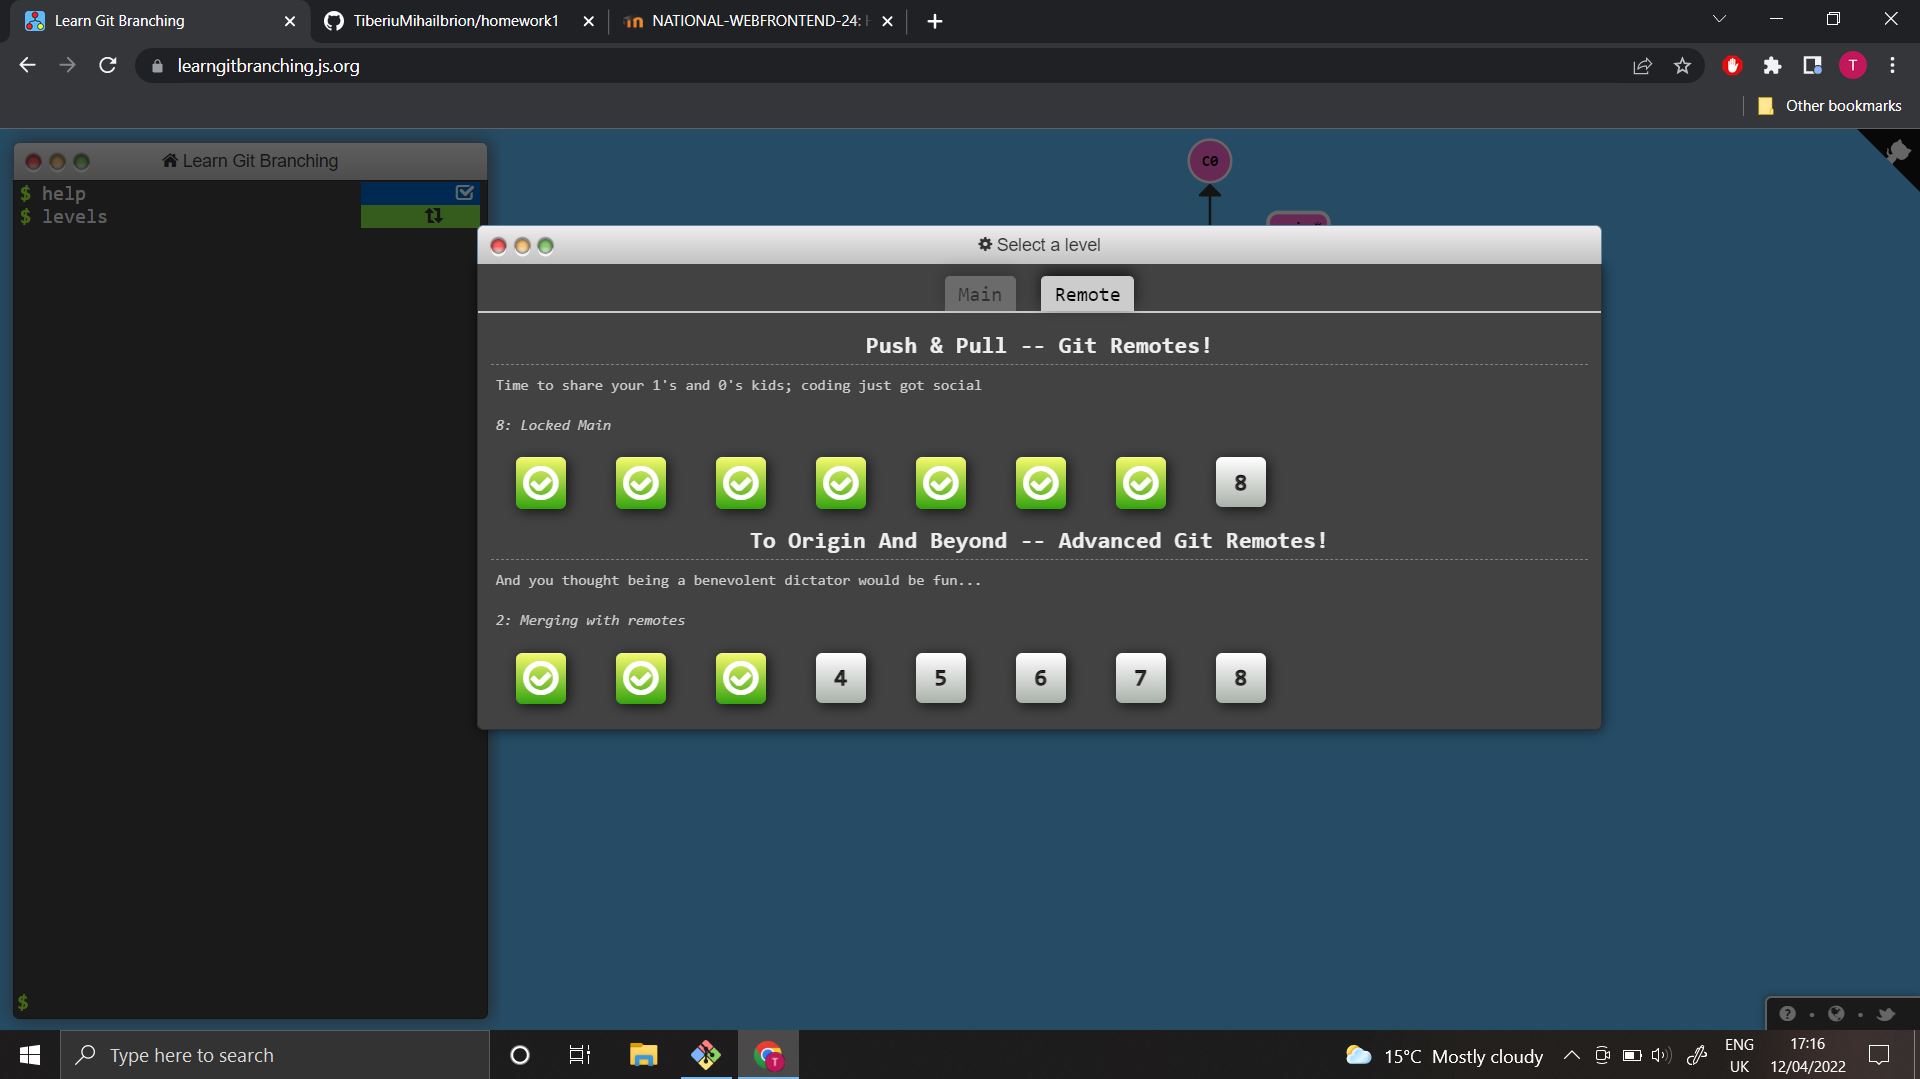 Learn Git Branching
TiberiuMihailbrion/homework1
NATIONAL-WEBFRONTEND-24:
learngitbranching.js.org
T
Other bookmarks
Learn Git Branching
$ help
$ levels
C0
Select a level
Main
Remote
Push & Pull -- Git Remotes!
Time to share your 1's and 0's kids; coding just got social
8: Locked Main
8
To Origin And Beyond -- Advanced Git Remotes!
And you thought being a benevolent dictator would be fun...
2: Merging with remotes
4 5 6 7 8
$
Type here to search
T
15°C Mostly cloudy
ENG
UK
17:16
12/04/2022